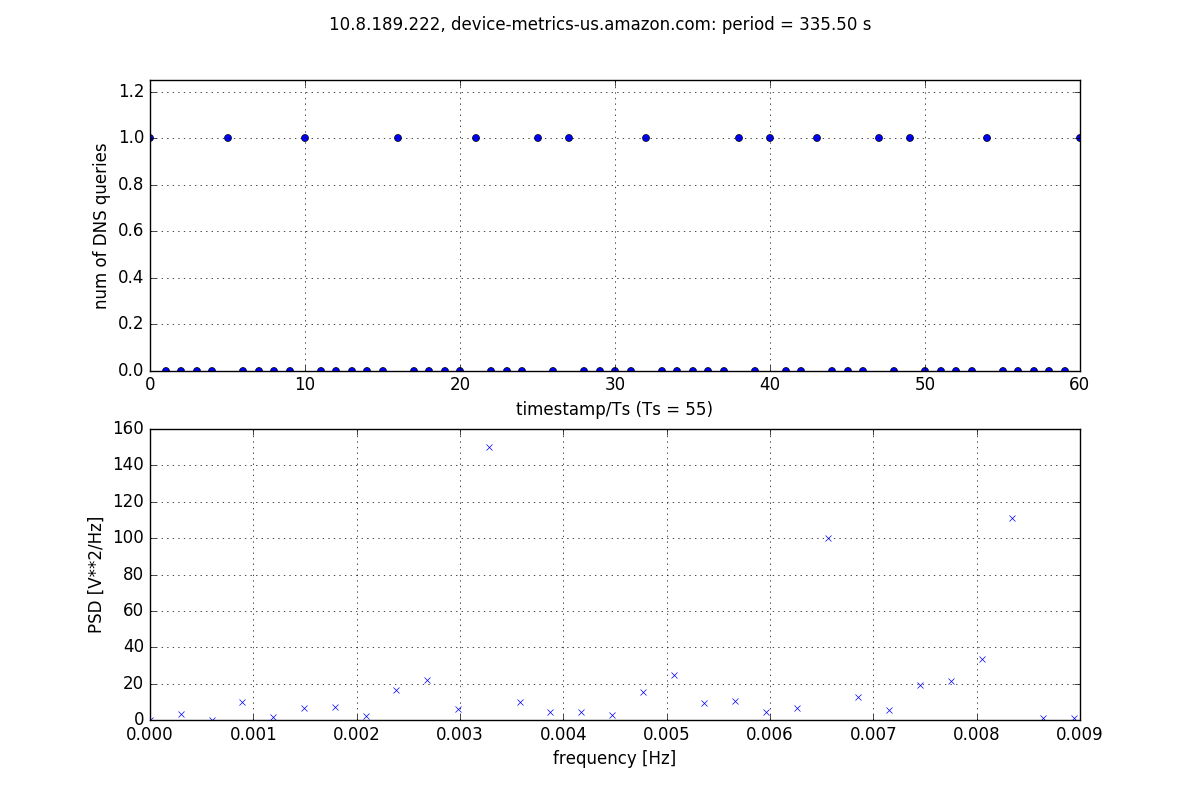 10.8.189.222, device-metrics-us.amazon.com: period = 335.50 s
1.2
1.0
0.8
0.6
0.4
0.2
0.0
num of DNS queries
0 10 20 30 40 50 60
timestamp/Ts (Ts = 55)
160
140
120
100
80
60
40
20
0
PSD [V**2/Hz]
0.000 0.001 0.002 0.003 0.004 0.005 0.006 0.007 0.008 0.009
frequency [Hz]